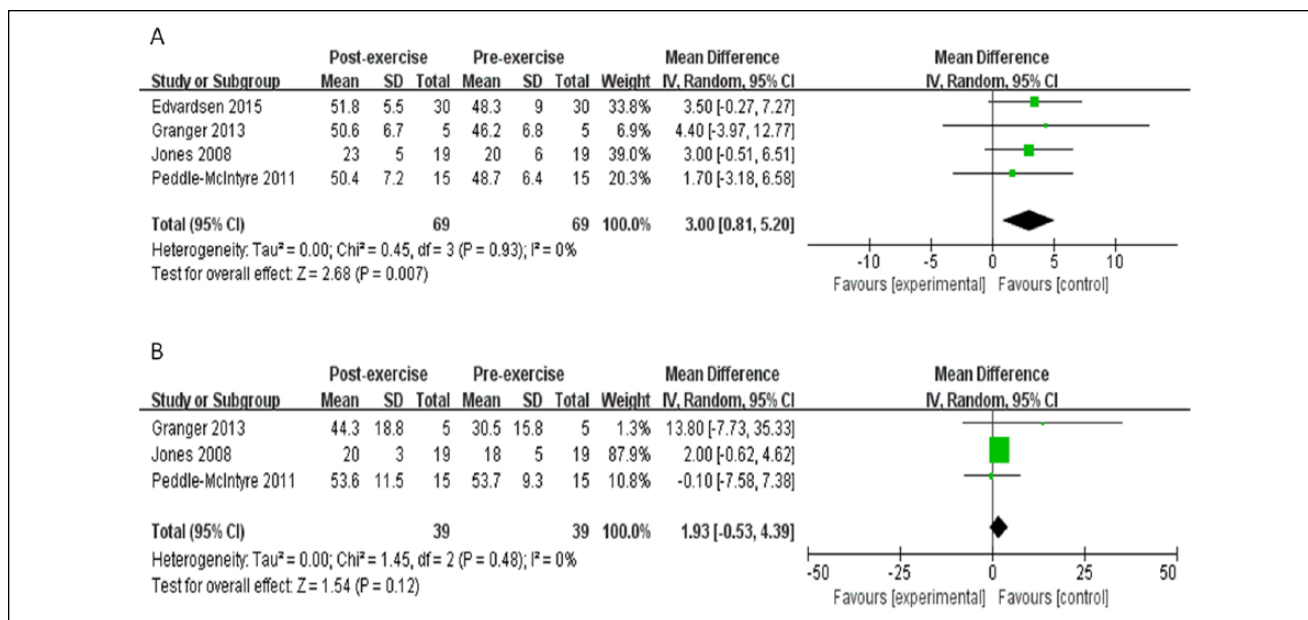 A
Post-exercise Pre-exercise Mean Difference Mean Difference
Study or Subgroup Mean SD Total Mean SD Total Weight IV, Random, 95% CI IV, Random, 95% CI
Edvardsen 2015 51.8 5.5 30 48.3 9 30 33.8% 3.50 [-0.27, 7.27]
Granger 2013 50.6 6.7 5 46.2 6.8 5 6.9% 4.40 [-3.97, 12.77]
Jones 2008 23 5 19 20 6 19 39.0% 3.00 [-0.51, 6.51]
Peddle-McIntyre 2011 50.4 7.2 15 48.7 6.4 15 20.3% 1.70 [-3.18, 6.58]
Total (95% CI) 69 69 100.0% 3.00 [0.81, 5.20]
Heterogeneity: Tau² = 0.00; Chi² = 0.45, df = 3 (P = 0.93); I² = 0%
Test for overall effect: Z = 2.68 (P = 0.007)
-10 -5 0 5 10
Favours [experimental] Favours [control]
B
Post-exercise Pre-exercise Mean Difference Mean Difference
Study or Subgroup Mean SD Total Mean SD Total Weight IV, Random, 95% CI IV, Random, 95% CI
Granger 2013 44.3 18.8 5 30.5 15.8 5 1.3% 13.80 [-7.73, 35.33]
Jones 2008 20 3 19 18 5 19 87.9% 2.00 [-0.62, 4.62]
Peddle-McIntyre 2011 53.6 11.5 15 53.7 9.3 15 10.8% -0.10 [-7.58, 7.38]
Total (95% CI) 39 39 100.0% 1.93 [-0.53, 4.39]
Heterogeneity: Tau² = 0.00; Chi² = 1.45, df = 2 (P = 0.48); I² = 0%
Test for overall effect: Z = 1.54 (P = 0.12)
-50 -25 0 25 50
Favours [experimental] Favours [control]